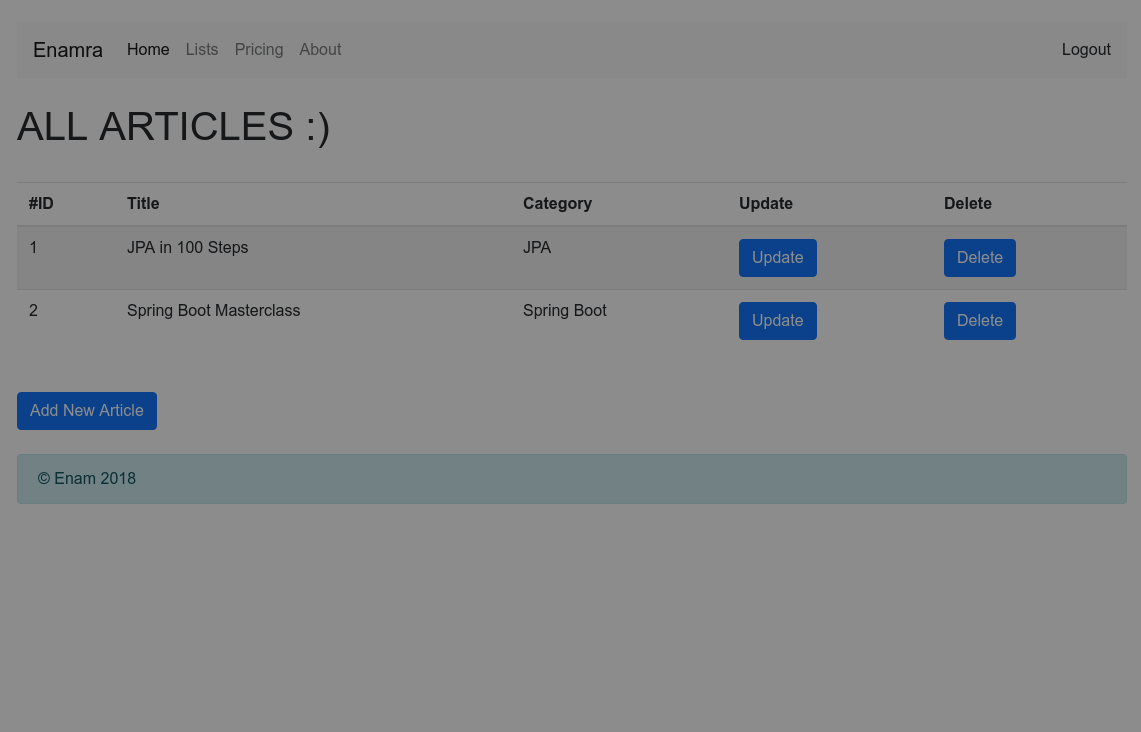 Enamra Home Lists Pricing About Logout
ALL ARTICLES :)
#ID Title Category Update Delete
1 JPA in 100 Steps JPA Update Delete
2 Spring Boot Masterclass Spring Boot Update Delete
Add New Article
© Enam 2018